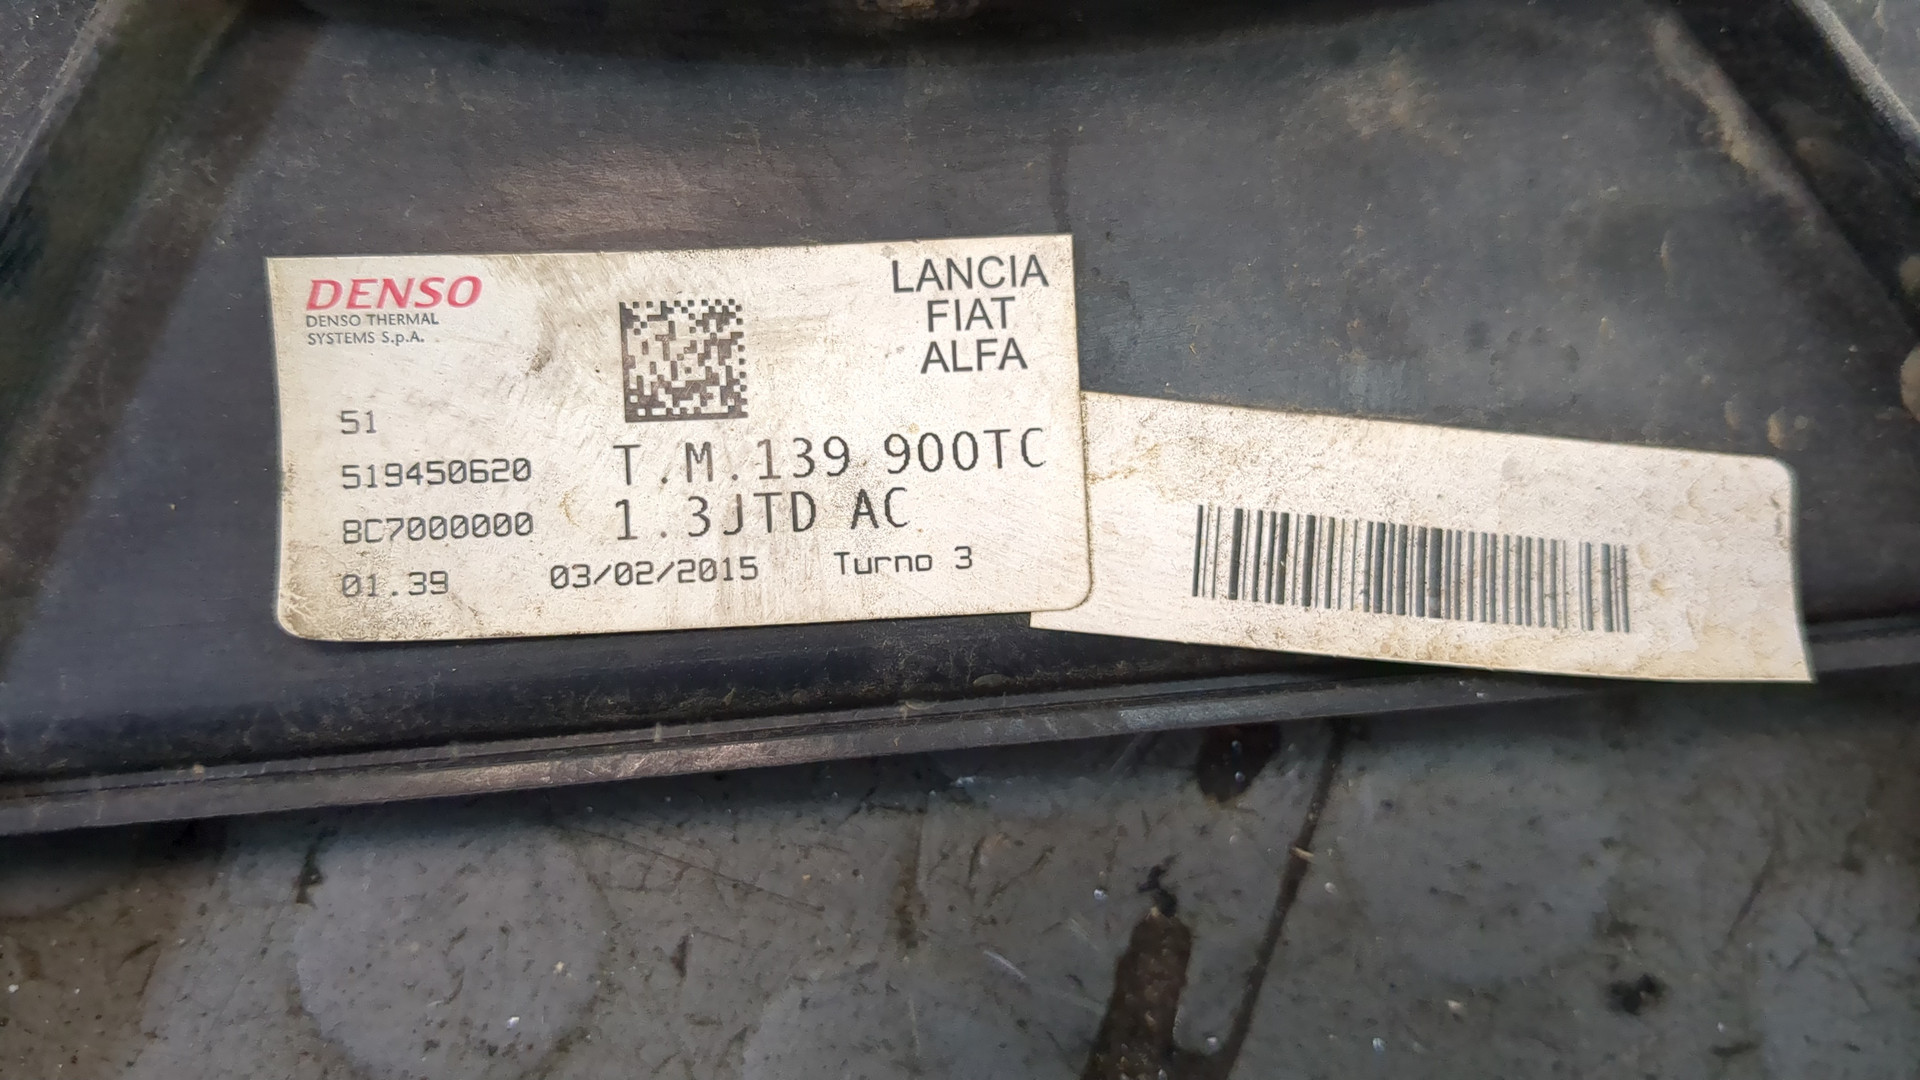 DENSO
DENSO THERMAL
SYSTEMS S.p.A.
LANCIA
FIAT
ALFA
51
519450620
8C7000000
01.39
T.M.139 900TC
1.3JTD AC
03/02/2015 Turno 3